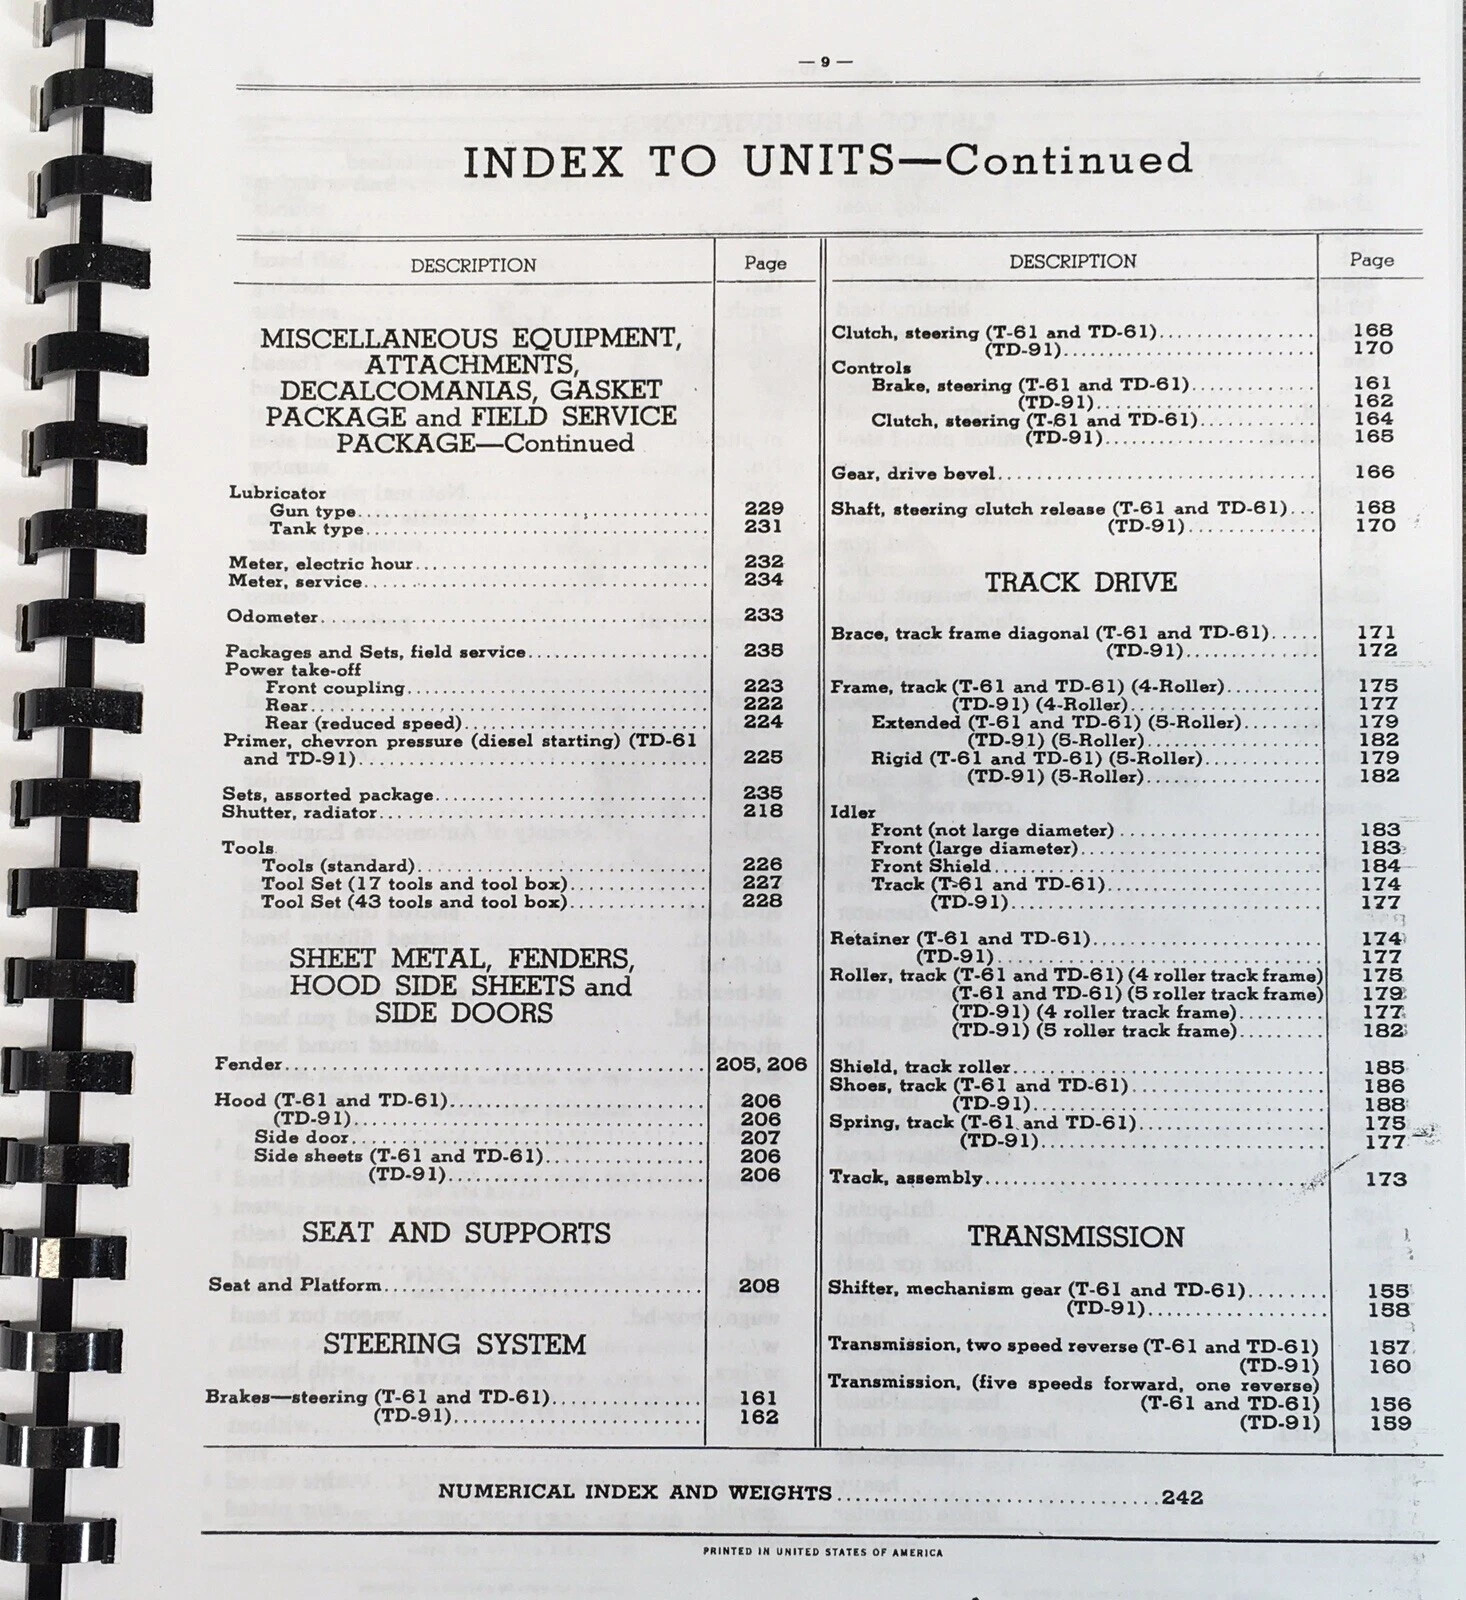 — 9 —
INDEX TO UNITS—Continued
DESCRIPTION Page
MISCELLANEOUS EQUIPMENT,
ATTACHMENTS,
DECALCOMANIAS, GASKET
PACKAGE and FIELD SERVICE
PACKAGE—Continued
Lubricator
Gun type 229
Tank type 231
Meter, electric hour 232
Meter, service 234
Odometer 233
Packages and Sets, field service 235
Power take-off
Front coupling 223
Rear 222
Rear (reduced speed) 224
Primer, chevron pressure (diesel starting) (TD-61
and TD-91) 225
Sets, assorted package 235
Shutter, radiator 218
Tools
Tools (standard) 226
Tool Set (17 tools and tool box) 227
Tool Set (43 tools and tool box) 228
SHEET METAL, FENDERS,
HOOD SIDE SHEETS and
SIDE DOORS
Fender 205, 206
Hood (T-61 and TD-61) 206
(TD-91) 206
Side door 207
Side sheets (T-61 and TD-61) 206
(TD-91) 206
SEAT AND SUPPORTS
Seat and Platform 208
STEERING SYSTEM
Brakes—steering (T-61 and TD-61) 161
(TD-91) 162
DESCRIPTION Page
Clutch, steering (T-61 and TD-61) 168
(TD-91) 170
Controls
Brake, steering (T-61 and TD-61) 161
(TD-91) 162
Clutch, steering (T-61 and TD-61) 164
(TD-91) 165
Gear, drive bevel 166
Shaft, steering clutch release (T-61 and TD-61) 168
(TD-91) 170
TRACK DRIVE
Brace, track frame diagonal (T-61 and TD-61) 171
(TD-91) 172
Frame, track (T-61 and TD-61) (4-Roller) 175
(TD-91) (4-Roller) 177
Extended (T-61 and TD-61) (5-Roller) 179
(TD-91) (5-Roller) 182
Rigid (T-61 and TD-61) (5-Roller) 179
(TD-91) (5-Roller) 182
Idler
Front (not large diameter) 183
Front (large diameter) 183
Front Shield 184
Track (T-61 and TD-61) 174
(TD-91) 177
Retainer (T-61 and TD-61) 174
(TD-91) 177
Roller, track (T-61 and TD-61) (4 roller track frame) 175
(T-61 and TD-61) (5 roller track frame) 179
(TD-91) (4 roller track frame) 177
(TD-91) (5 roller track frame) 182
Shield, track roller 185
Shoes, track (T-61 and TD-61) 186
(TD-91) 188
Spring, track (T-61 and TD-61) 175
(TD-91) 177
Track, assembly 173
TRANSMISSION
Shifter, mechanism gear (T-61 and TD-61) 155
(TD-91) 158
Transmission, two speed reverse (T-61 and TD-61) 157
(TD-91) 160
Transmission, (five speeds forward, one reverse)
(T-61 and TD-61) 156
(TD-91) 159
NUMERICAL INDEX AND WEIGHTS 242
PRINTED IN UNITED STATES OF AMERICA